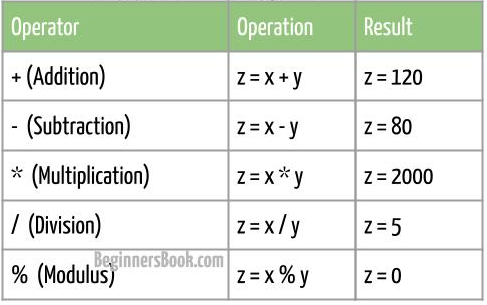 Operator Operation Result
+ (Addition) z = x + y z = 120
- (Subtraction) z = x - y z = 80
* (Multiplication) z = x * y z = 2000
/ (Division) z = x / y z = 5
BeginnersBook.com
% (Modulus) z = x % y z = 0